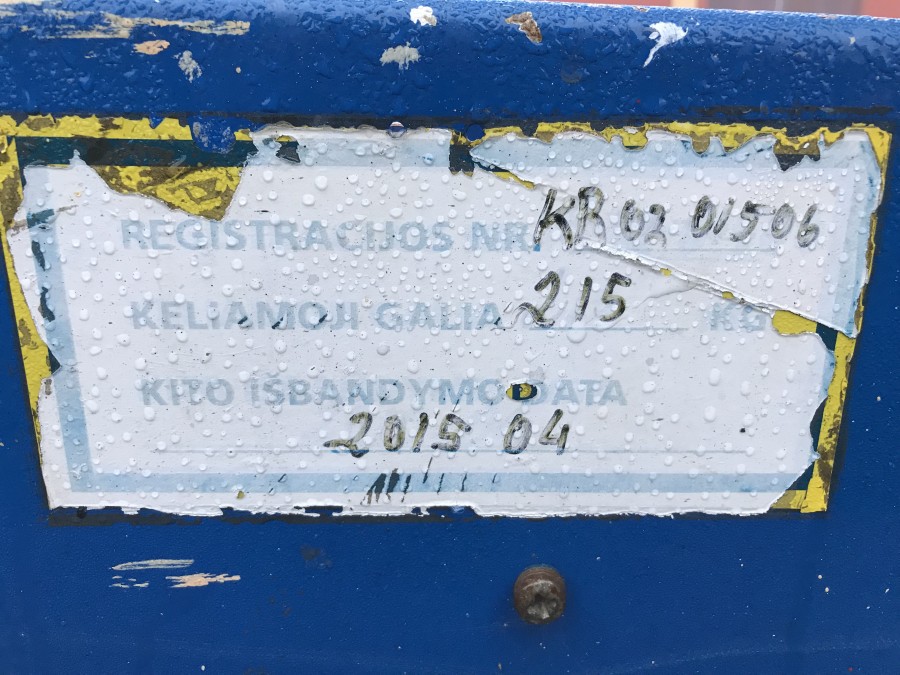 REGISTRACIJOS NR. KR 02 01506
KELIAMOJI GALIA 215 KG
KITO IŠBANDYMO DATA
2015 04